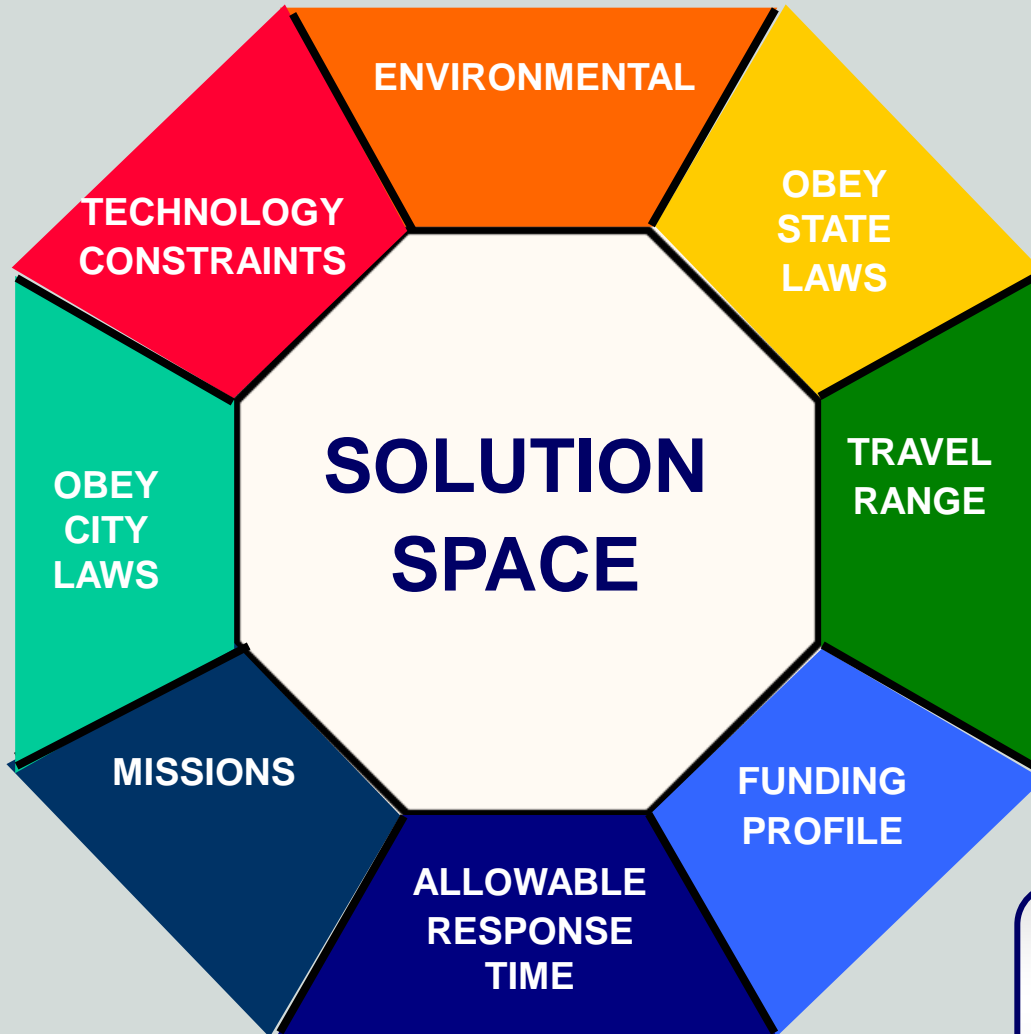 ENVIRONMENTAL
OBEY
STATE
LAWS
TECHNOLOGY
CONSTRAINTS
SOLUTION
SPACE
TRAVEL
RANGE
OBEY
CITY
LAWS
MISSIONS
FUNDING
PROFILE
ALLOWABLE
RESPONSE
TIME